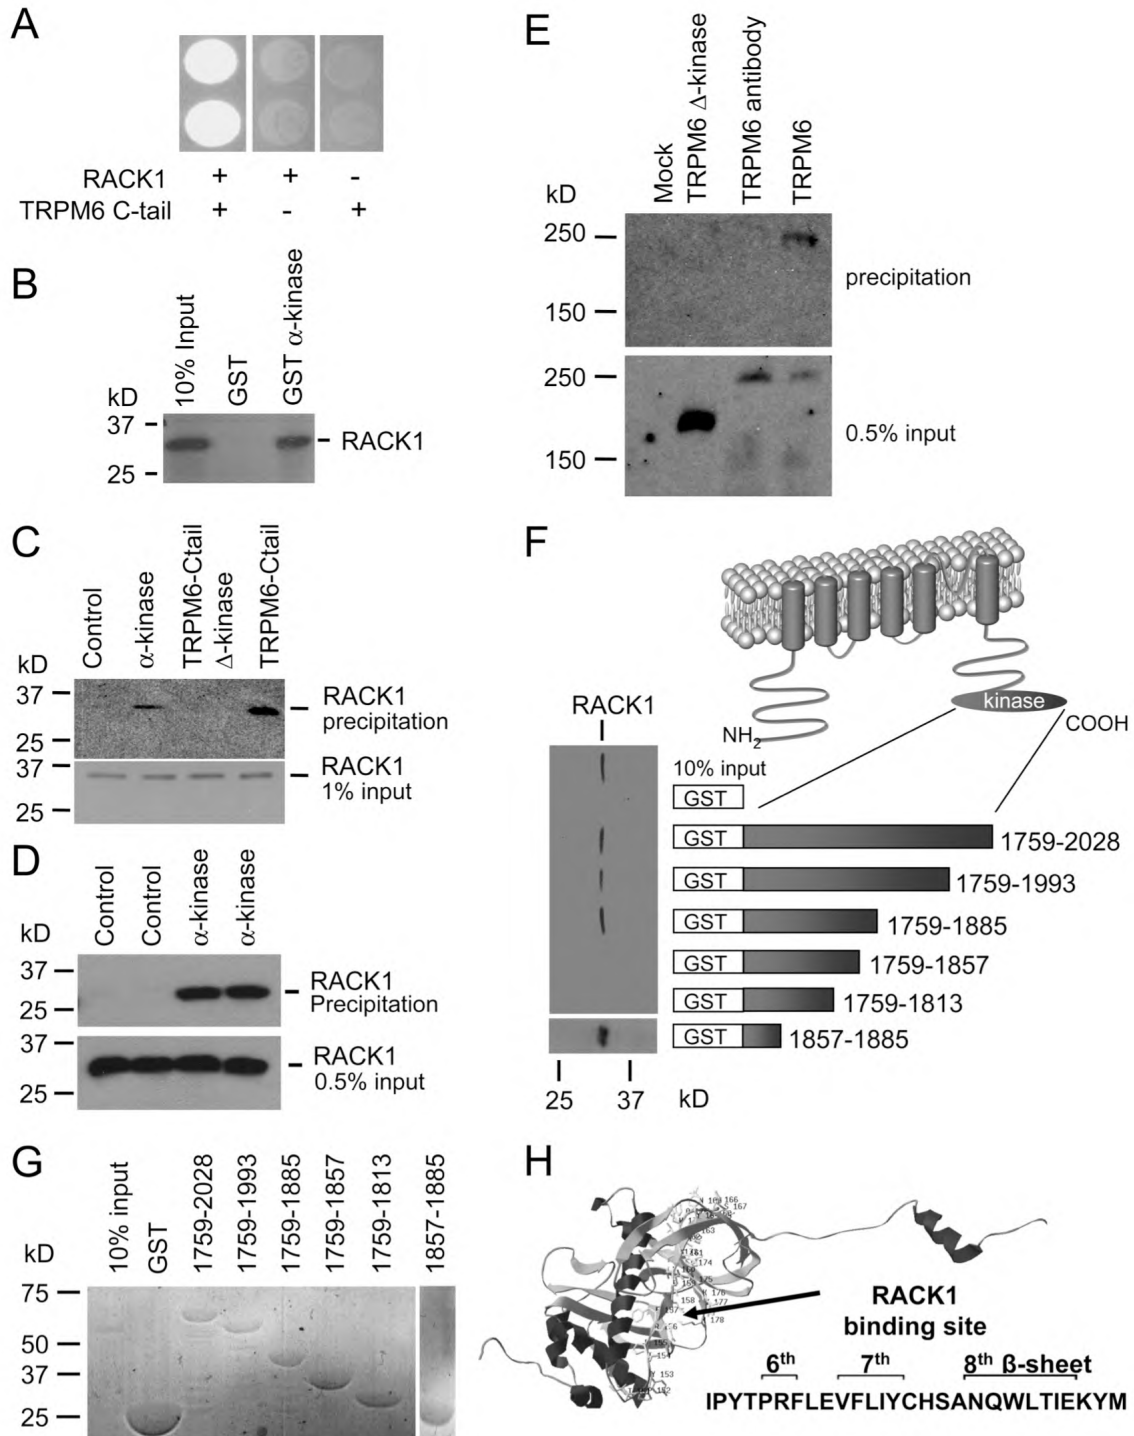 A
RACK1 + + -
TRPM6 C-tail + - +
B
10% Input
GST
GST α-kinase
kD
37
25
RACK1
C
Control
α-kinase
TRPM6-Ctail
Δ-kinase
TRPM6-Ctail
kD
37
25
RACK1
precipitation
37
25
RACK1
1% input
D
Control
Control
α-kinase
α-kinase
kD
37
25
RACK1
Precipitation
37
25
RACK1
0.5% input
E
Mock
TRPM6 Δ-kinase
TRPM6 antibody
TRPM6
kD
250
150
precipitation
250
150
0.5% input
F
kinase
NH2
COOH
RACK1
10% input
GST
GST 1759-2028
GST 1759-1993
GST 1759-1885
GST 1759-1857
GST 1759-1813
GST 1857-1885
25 37 kD
G
10% input
GST
1759-2028
1759-1993
1759-1885
1759-1857
1759-1813
1857-1885
kD
75
50
37
25
H
RACK1
binding site
6th 7th 8th ß-sheet
IPYTPRFLEVFLIYCHSANQWLTIEKYM